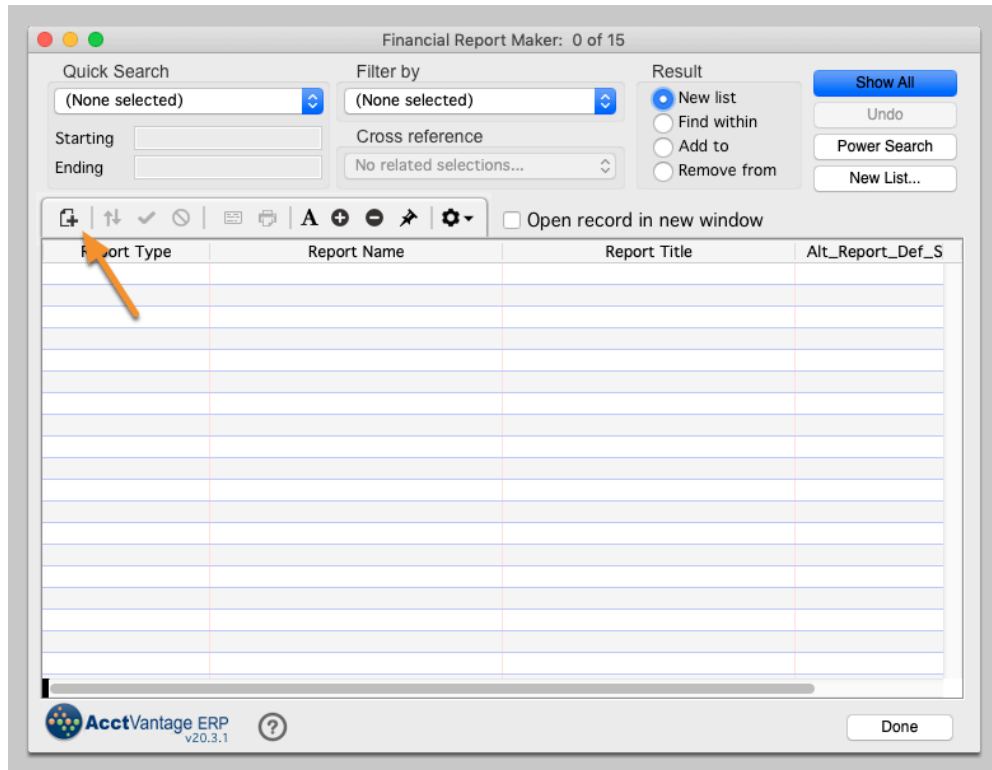 Financial Report Maker: 0 of 15
Quick Search
(None selected)
Starting
Ending
Filter by
(None selected)
Cross reference
No related selections...
Result
New list
Find within
Add to
Remove from
Show All
Undo
Power Search
New List...
A
Open record in new window
Report Type Report Name Report Title Alt_Report_Def_S
AcctVantage ERP
v20.3.1
?
Done